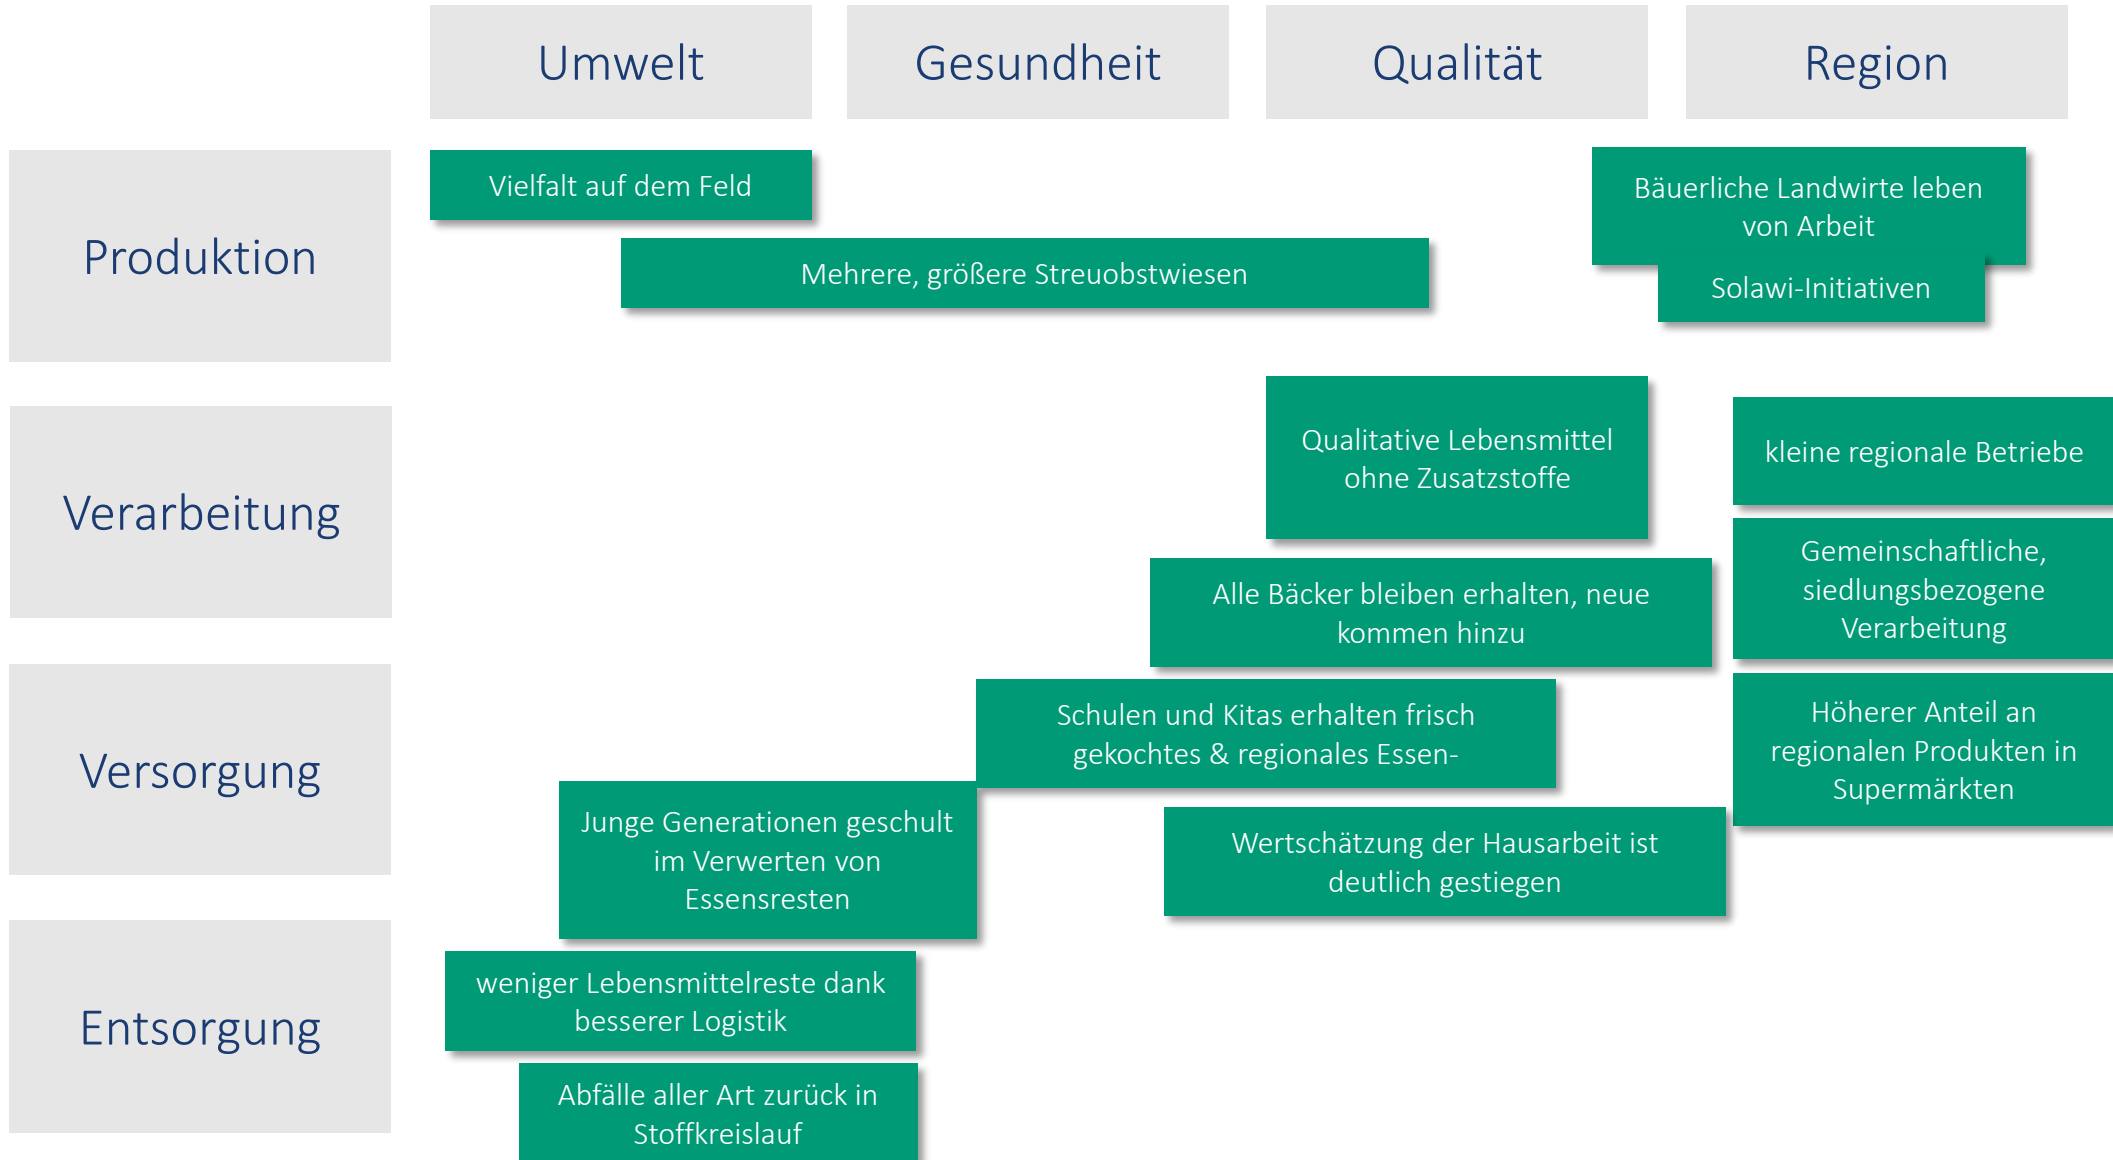 Umwelt
Gesundheit
Qualität
Region
Produktion
Vielfalt auf dem Feld
Mehrere, größere Streuobstwiesen
Bäuerliche Landwirte leben
von Arbeit
Solawi-Initiativen
Verarbeitung
Qualitative Lebensmittel
ohne Zusatzstoffe
kleine regionale Betriebe
Alle Bäcker bleiben erhalten, neue
kommen hinzu
Gemeinschaftliche,
siedlungsbezogene
Verarbeitung
Versorgung
Schulen und Kitas erhalten frisch
gekochtes & regionales Essen-
Höherer Anteil an
regionalen Produkten in
Supermärkten
Junge Generationen geschult
im Verwerten von
Essensresten
Wertschätzung der Hausarbeit ist
deutlich gestiegen
Entsorgung
weniger Lebensmittelreste dank
besserer Logistik
Abfälle aller Art zurück in
Stoffkreislauf